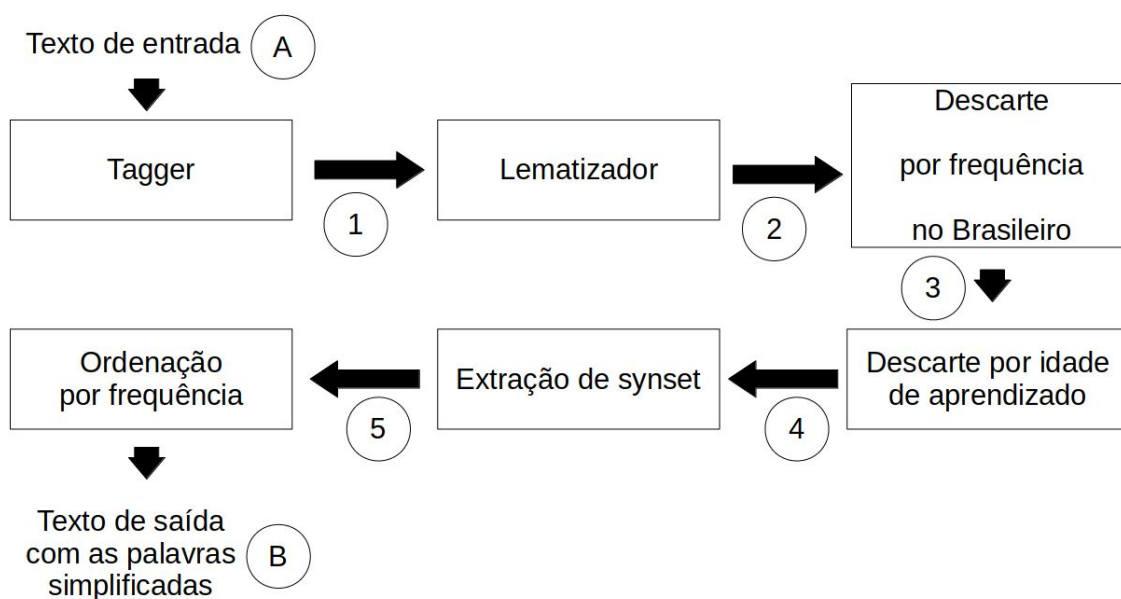 Texto de entrada
A
Tagger
1
Lematizador
2
Descarte
por frequência
no Brasileiro
3
Descarte por idade
de aprendizado
4
Extração de synset
5
Ordenação
por frequência
Texto de saída
com as palavras
simplificadas
B